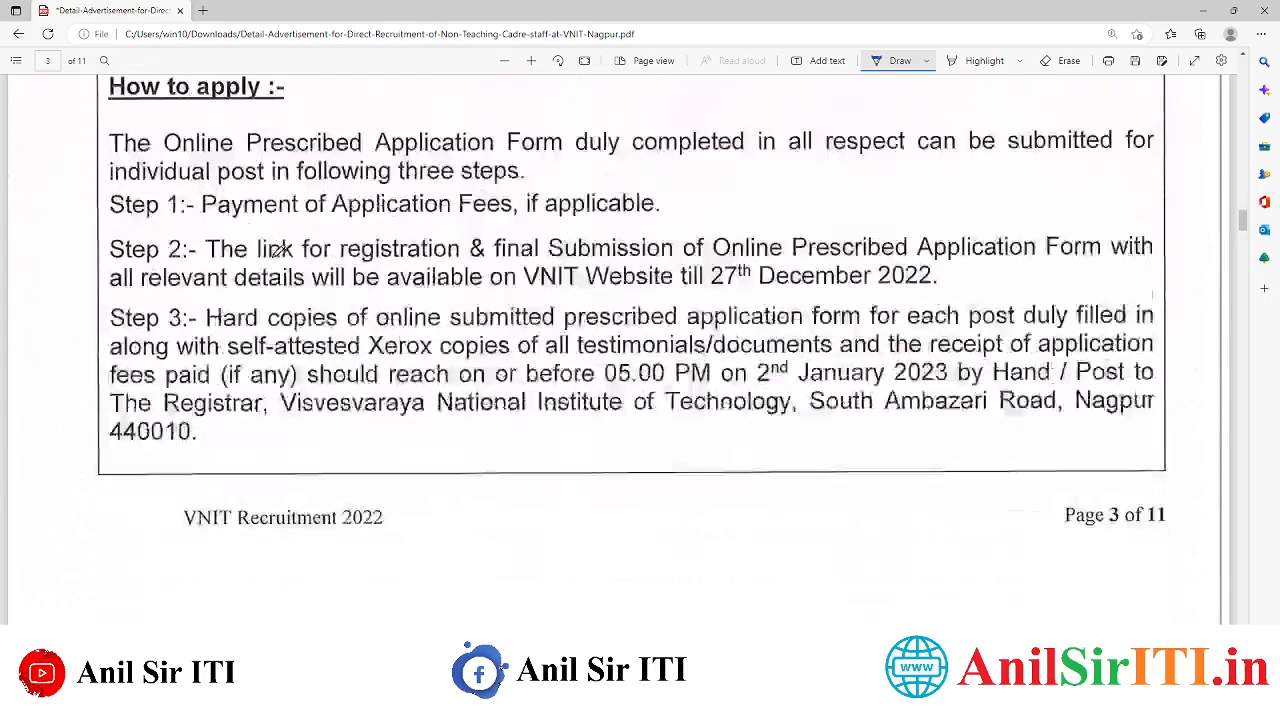 *Detail-Advertisement-for-Direct
File
C:/Users/win10/Downloads/Detail-Advertisement-for-Direct-Recruitment-of-Non-Teaching-Cadre-staff-at-VNIT-Nagpur.pdf
3 of 11
Page view
Read aloud
Add text
Draw
Highlight
Erase
How to apply :-
The Online Prescribed Application Form duly completed in all respect can be submitted for
individual post in following three steps.
Step 1:- Payment of Application Fees, if applicable.
Step 2:- The link for registration & final Submission of Online Prescribed Application Form with
all relevant details will be available on VNIT Website till 27th December 2022.
Step 3:- Hard copies of online submitted prescribed application form for each post duly filled in
along with self-attested Xerox copies of all testimonials/documents and the receipt of application
fees paid (if any) should reach on or before 05.00 PM on 2nd January 2023 by Hand / Post to
The Registrar, Visvesvaraya National Institute of Technology, South Ambazari Road, Nagpur
440010.
VNIT Recruitment 2022
Page 3 of 11
Anil Sir ITI
Anil Sir ITI
www
AnilSirITI.in